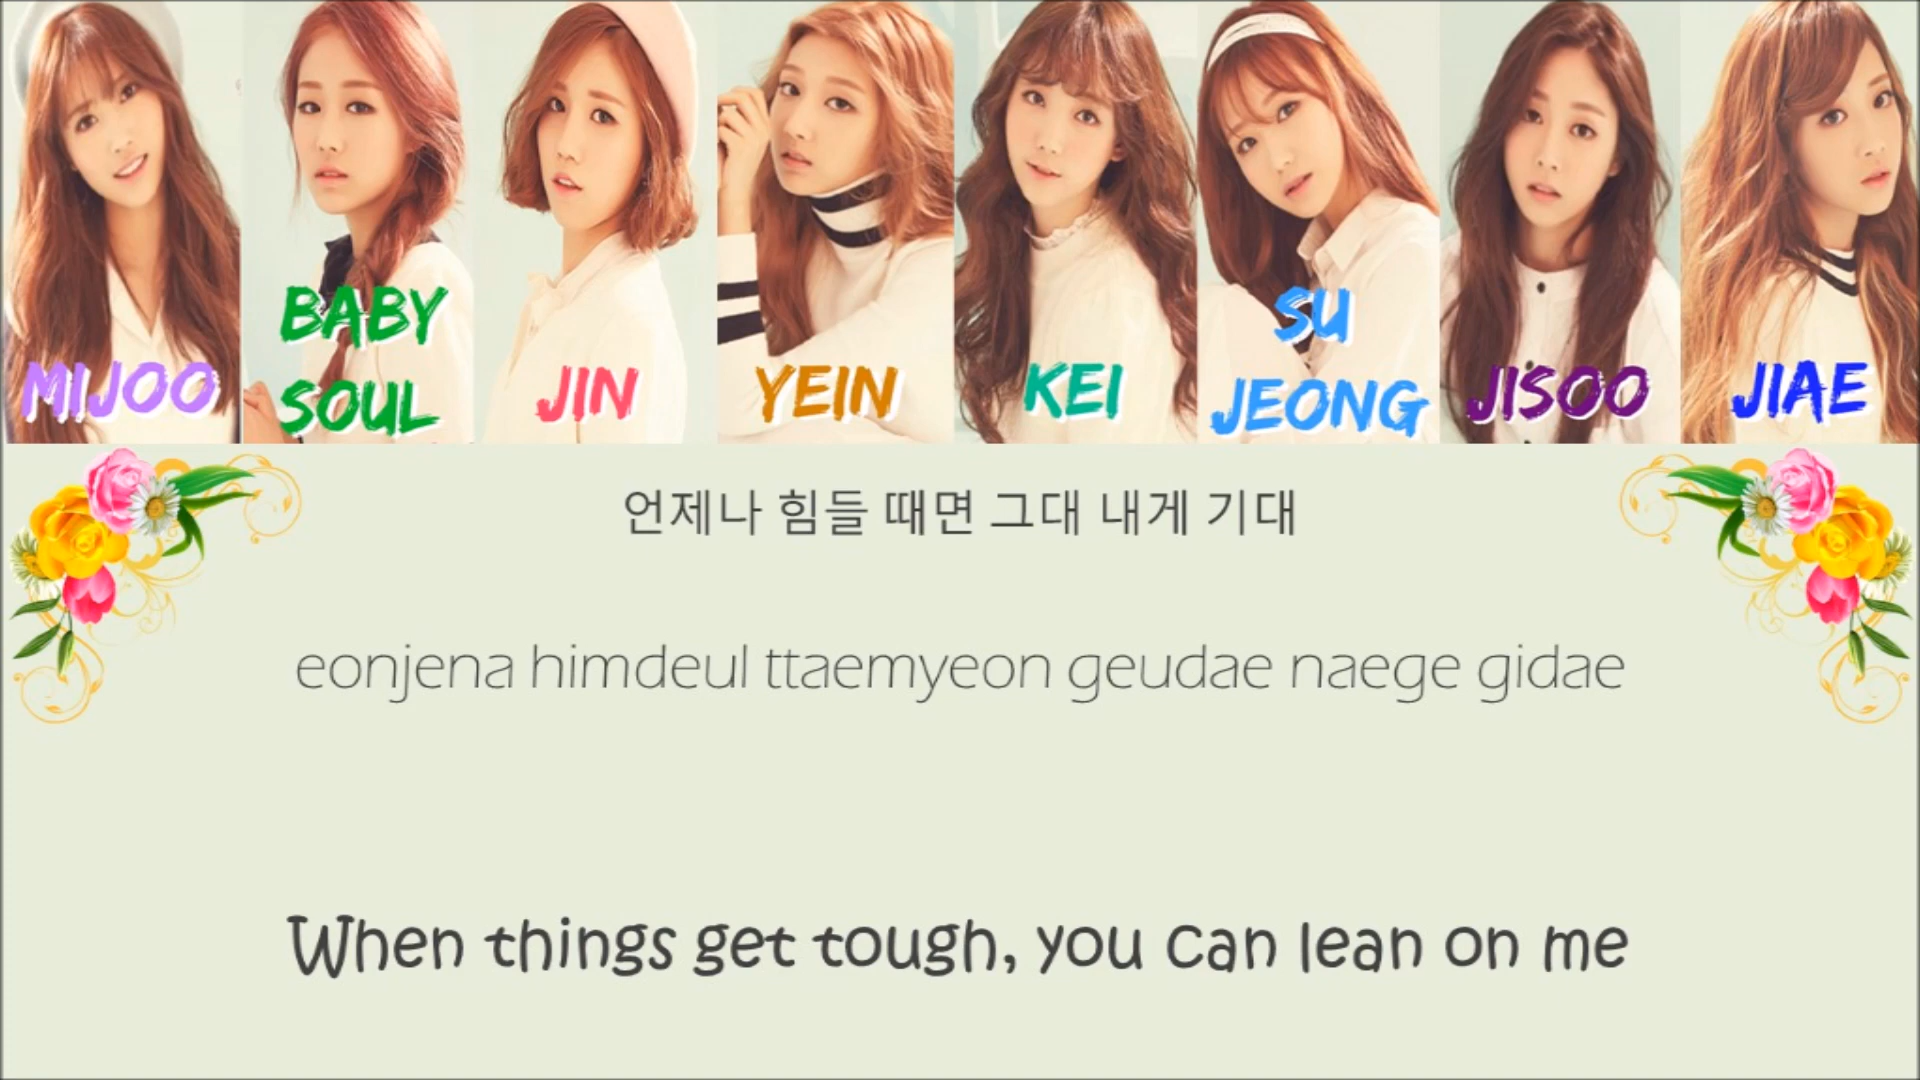 MIJOO
BABY
SOUL
JIN
YEIN
KEI
SU
JEONG
JISOO
JIAE
언제나 힘들 때면 그대 내게 기대
eonjena himdeul ttaemyeon geudae naege gidae
When things get tough, you can lean on me